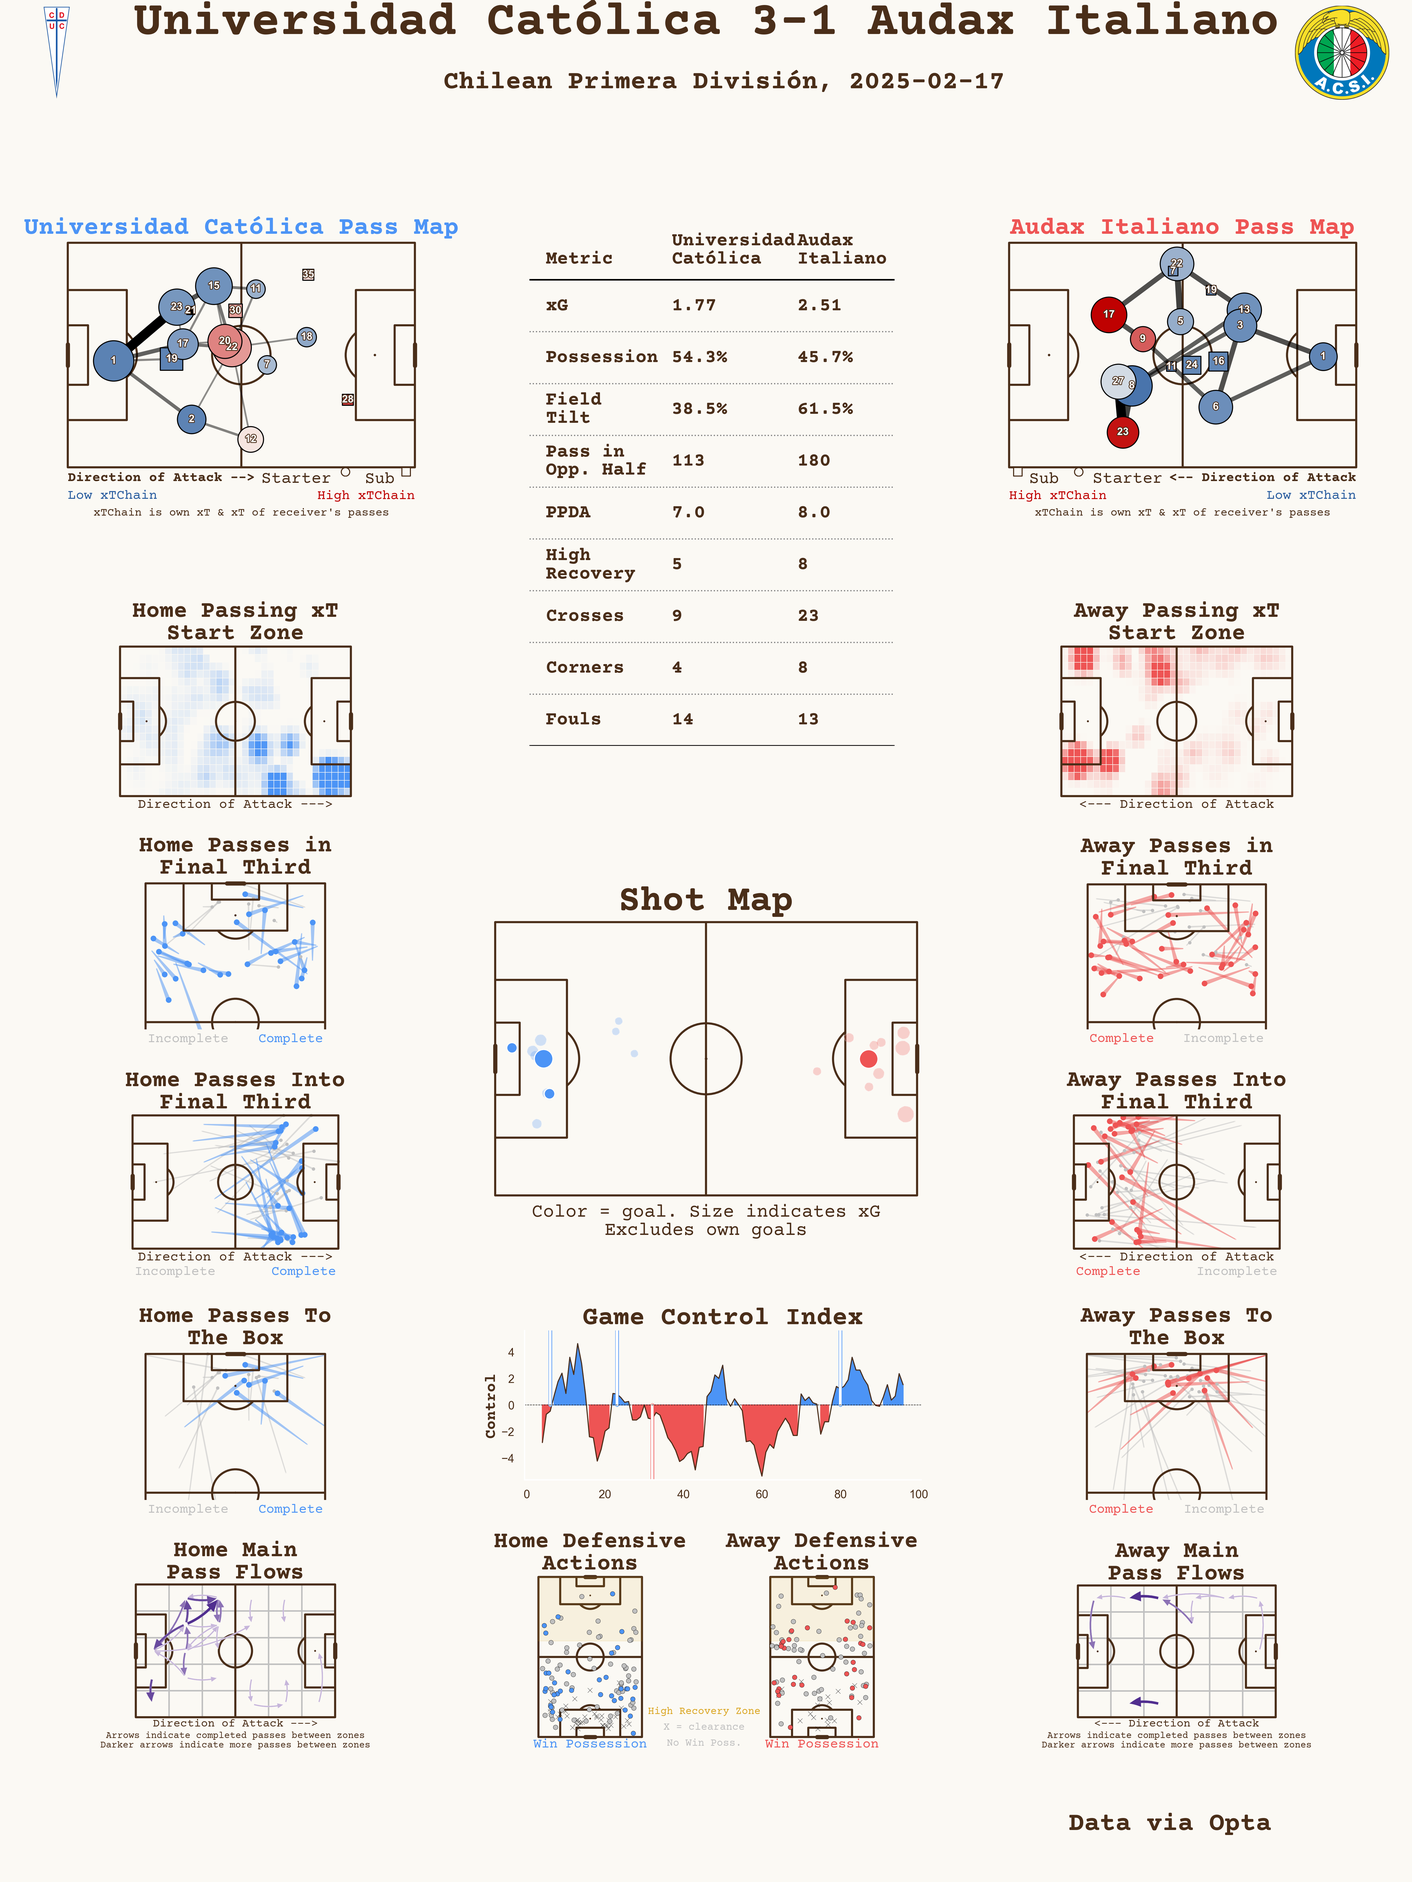 Universidad Católica 3-1 Audax Italiano
Chilean Primera División, 2025-02-17
C D
U C
A.C.S.I.
Universidad Católica Pass Map
15
11
35
23
21
30
17
20
22
18
1
19
7
28
2
12
Direction of Attack --> Starter Sub
Low xTChain High xTChain
xTChain is own xT & xT of receiver's passes
Metric Universidad Católica Audax Italiano
xG 1.77 2.51
Possession 54.3% 45.7%
Field Tilt 38.5% 61.5%
Pass in Opp. Half 113 180
PPDA 7.0 8.0
High Recovery 5 8
Crosses 9 23
Corners 4 8
Fouls 14 13
Audax Italiano Pass Map
22
7
19
17
13
5
3
9
1
11
24
16
27
8
6
23
Sub Starter <-- Direction of Attack
High xTChain Low xTChain
xTChain is own xT & xT of receiver's passes
Home Passing xT
Start Zone
Direction of Attack --->
Away Passing xT
Start Zone
<--- Direction of Attack
Home Passes in
Final Third
Incomplete Complete
Away Passes in
Final Third
Complete Incomplete
Shot Map
Color = goal. Size indicates xG
Excludes own goals
Home Passes Into
Final Third
Direction of Attack --->
Incomplete Complete
Away Passes Into
Final Third
<--- Direction of Attack
Complete Incomplete
Home Passes To
The Box
Incomplete Complete
Game Control Index
Control
4
2
0
−2
−4
0 20 40 60 80 100
Away Passes To
The Box
Complete Incomplete
Home Main
Pass Flows
Direction of Attack --->
Arrows indicate completed passes between zones
Darker arrows indicate more passes between zones
Home Defensive
Actions
Win Possession
Away Defensive
Actions
Win Possession
High Recovery Zone
X = clearance
No Win Poss.
Away Main
Pass Flows
<--- Direction of Attack
Arrows indicate completed passes between zones
Darker arrows indicate more passes between zones
Data via Opta